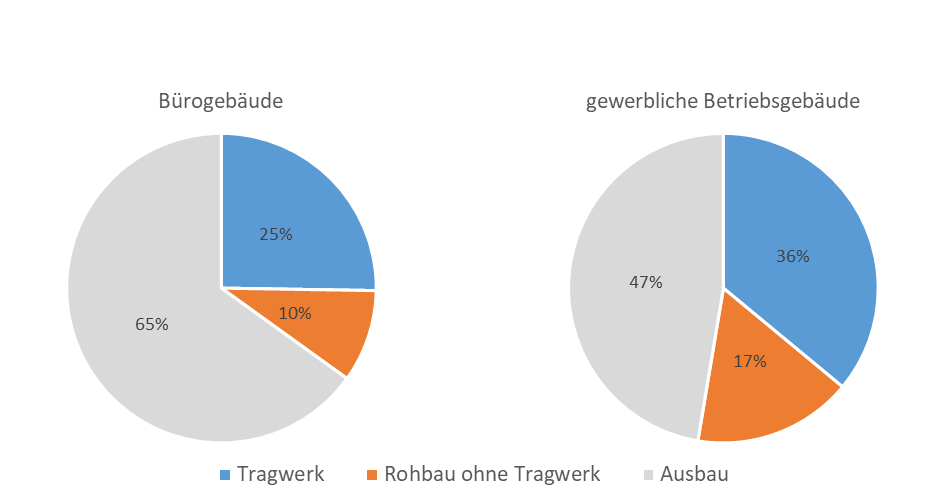 Bürogebäude
25%
10%
65%
gewerbliche Betriebsgebäude
36%
47%
17%
Tragwerk Rohbau ohne Tragwerk Ausbau